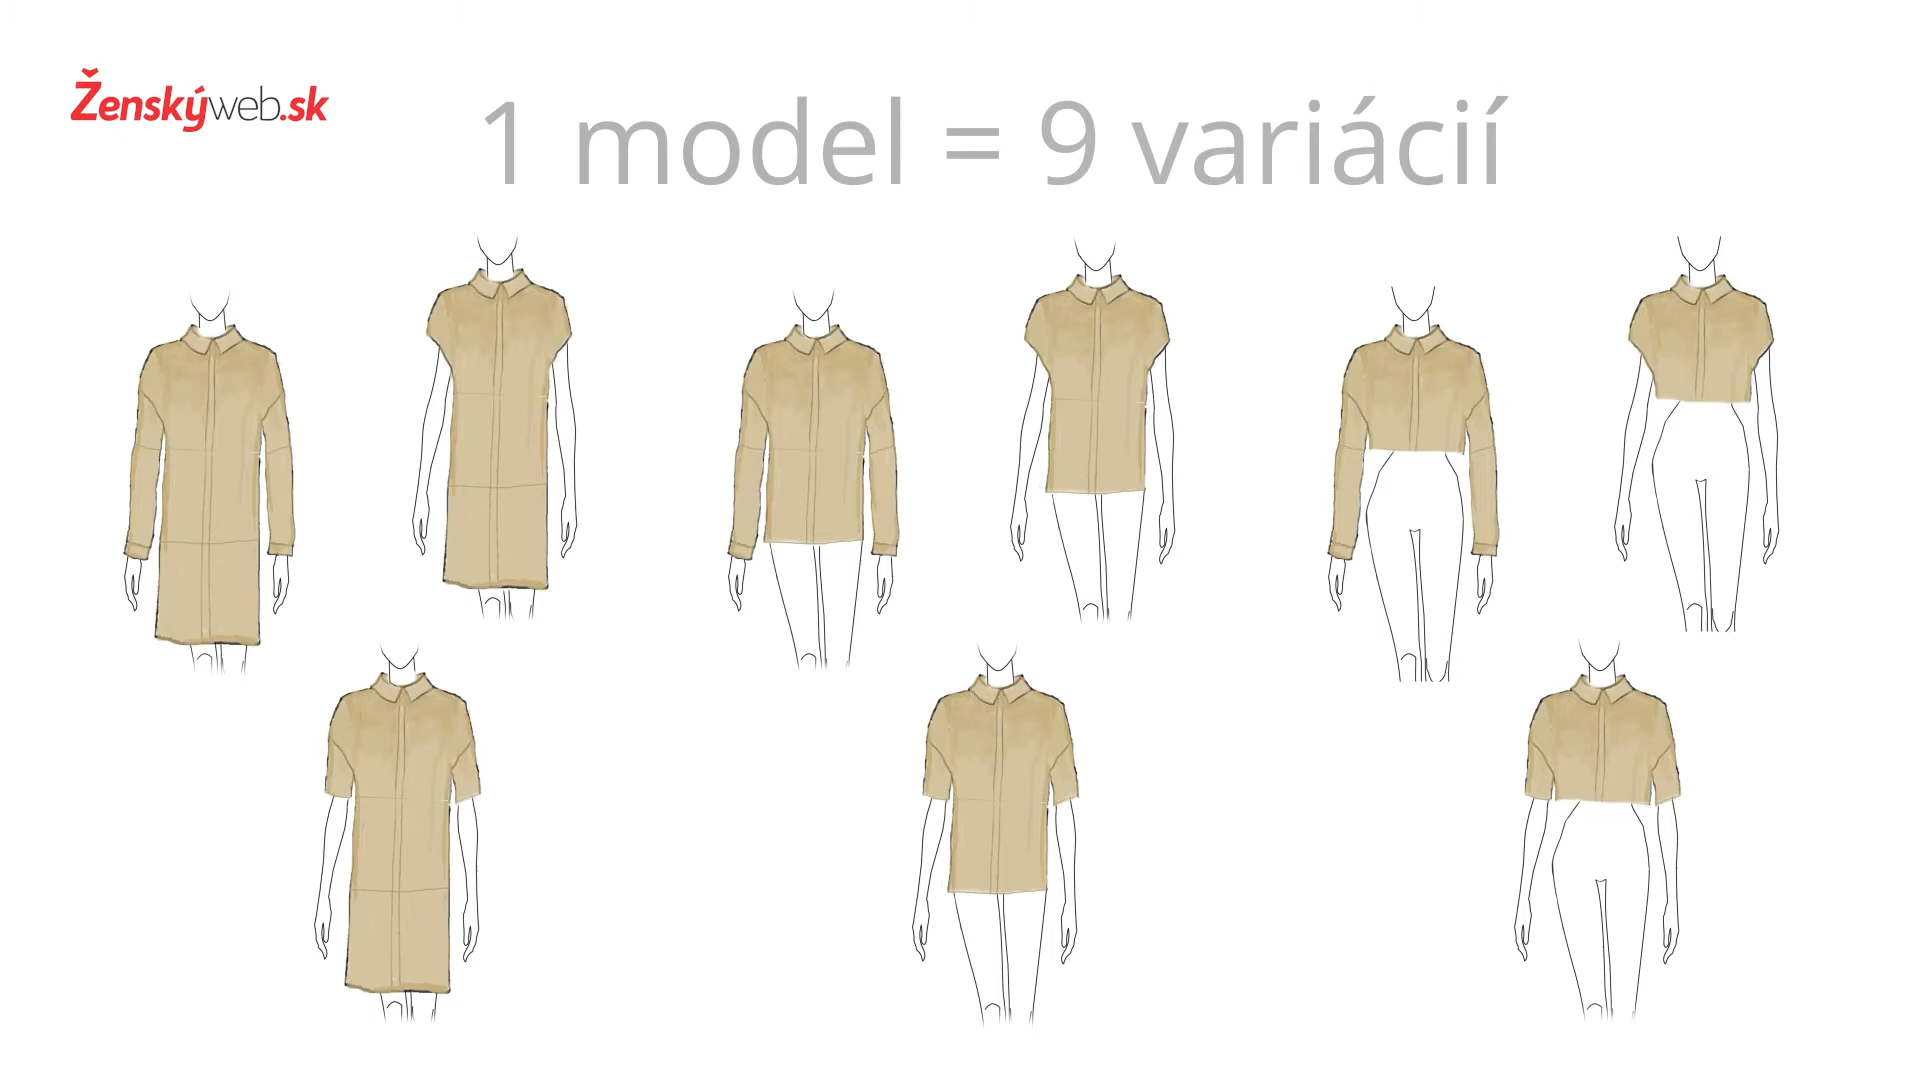 Ženskýweb.sk
1 model = 9 variácií